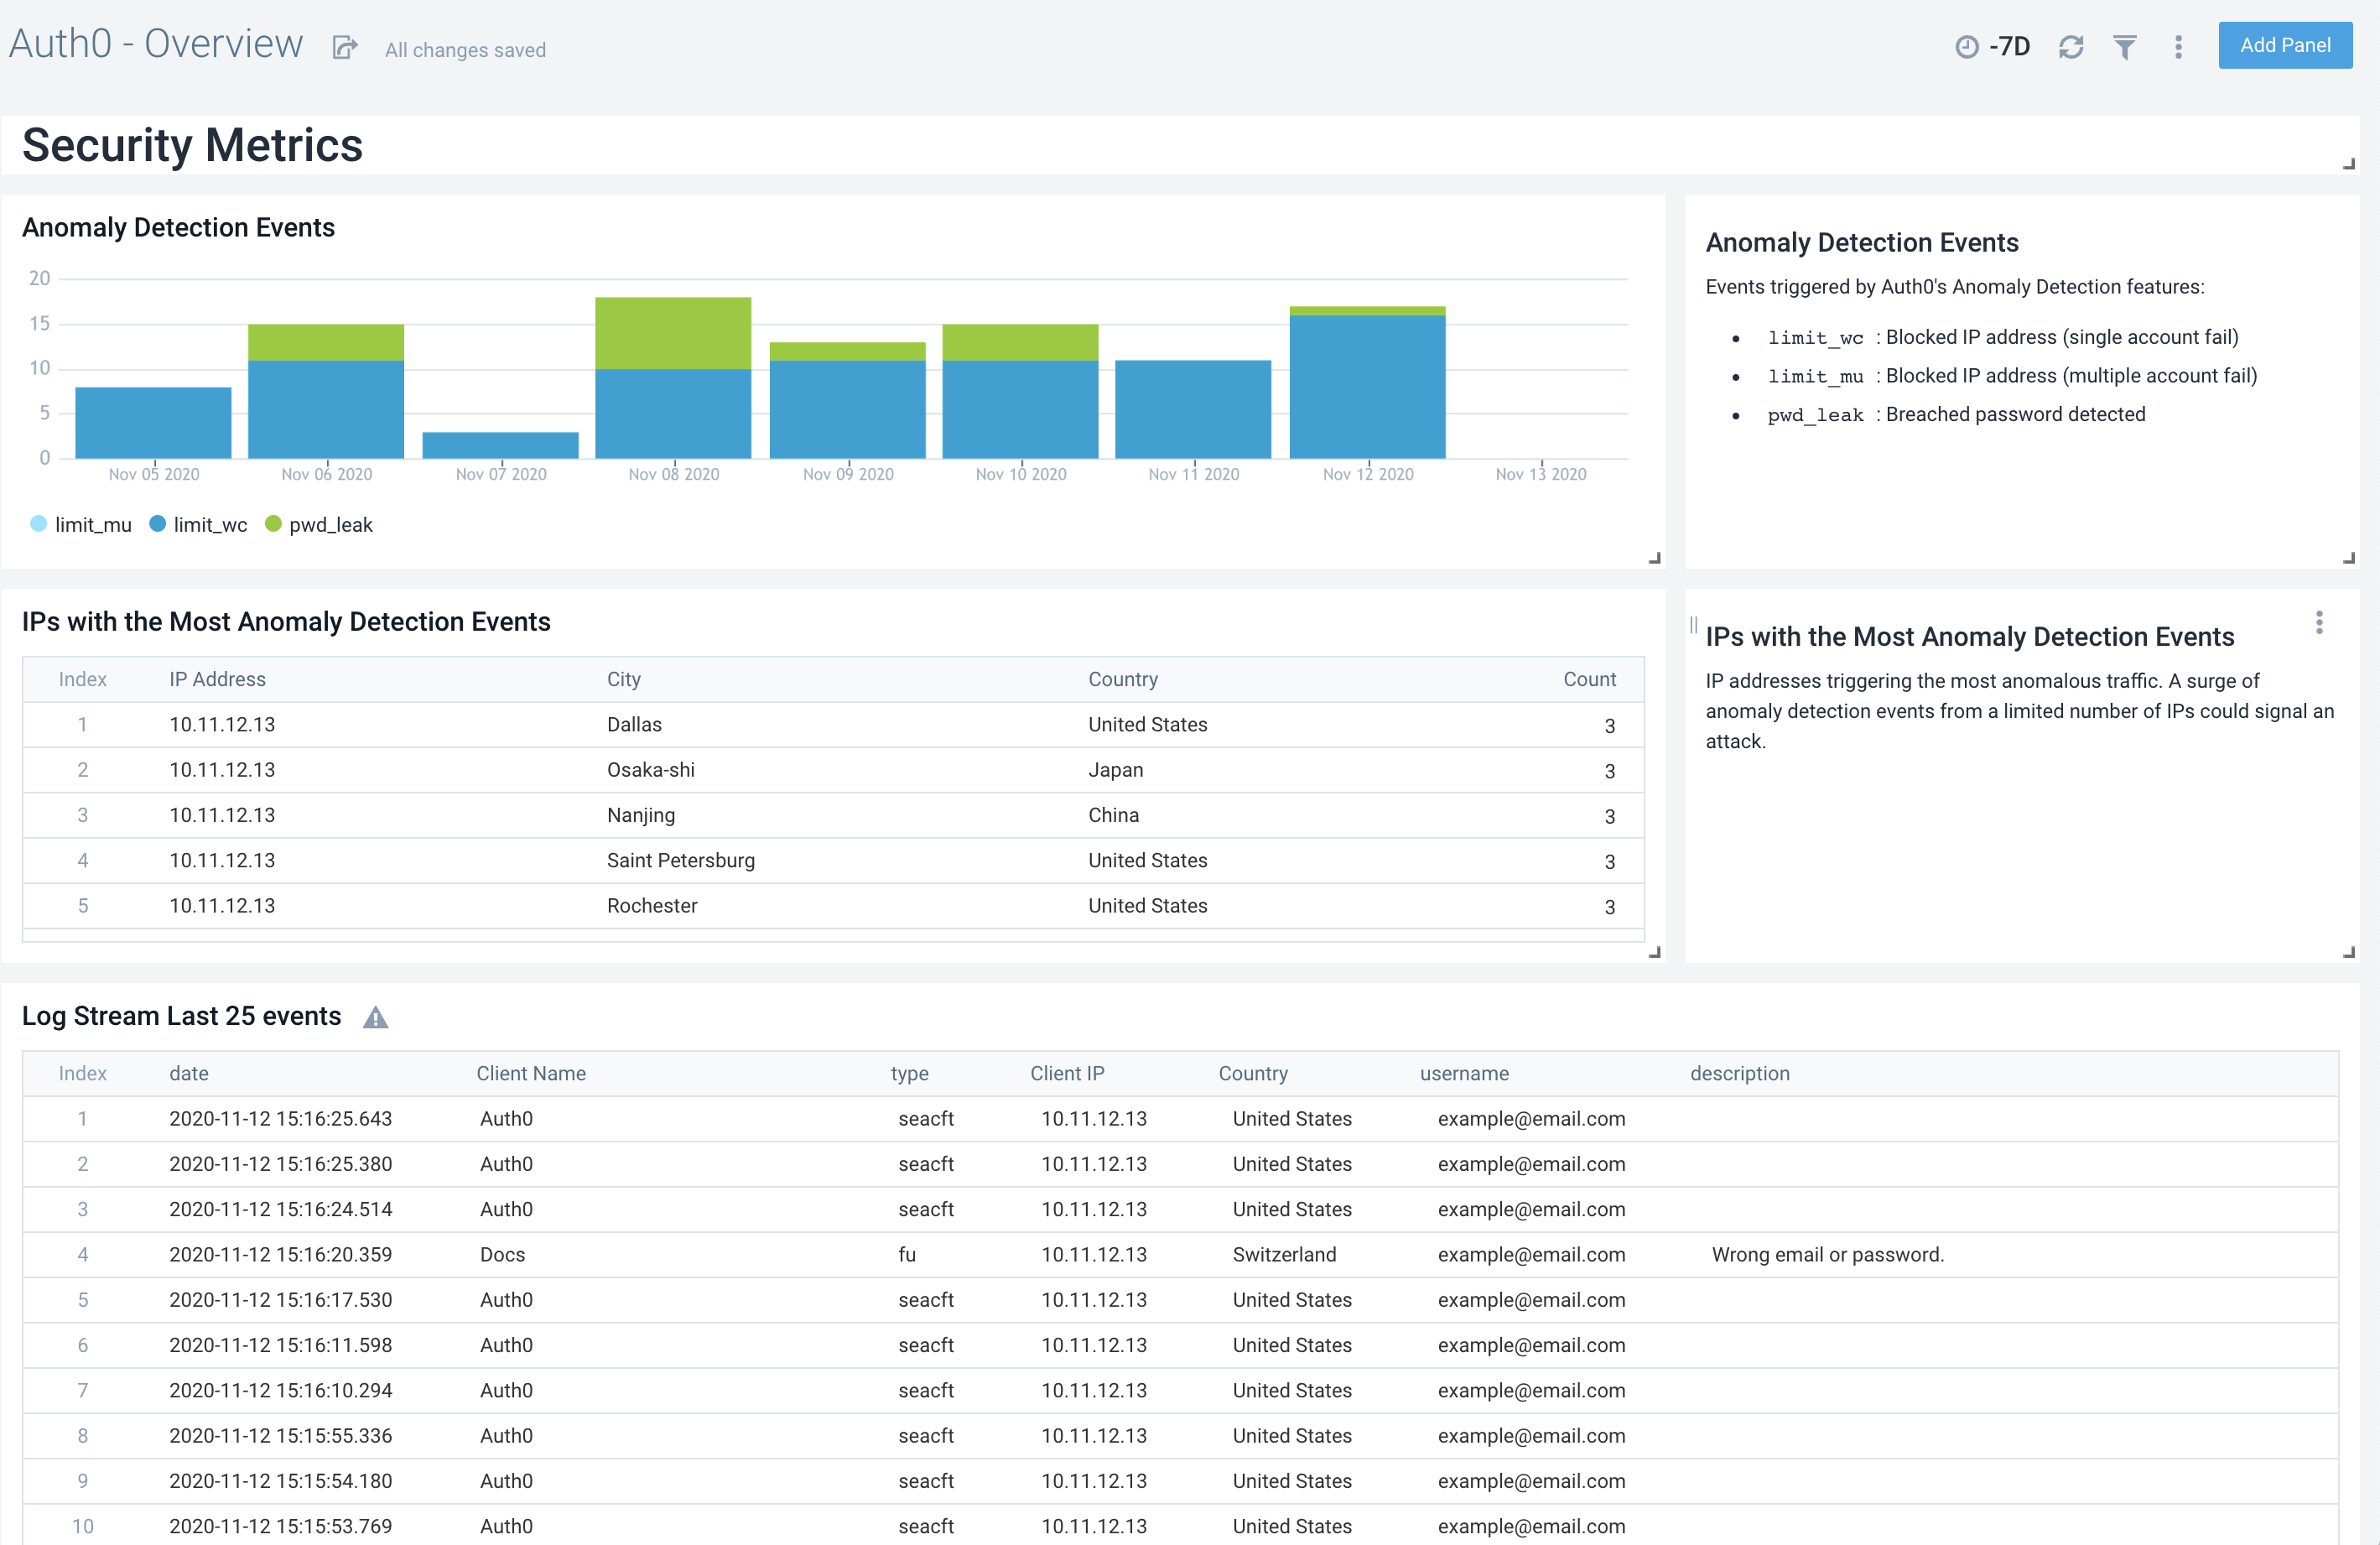 Auth0 - Overview All changes saved -7D Add Panel
Security Metrics
Anomaly Detection Events
20
15
10
5
0
Nov 05 2020 Nov 06 2020 Nov 07 2020 Nov 08 2020 Nov 09 2020 Nov 10 2020 Nov 11 2020 Nov 12 2020 Nov 13 2020
limit_mu limit_wc pwd_leak
Anomaly Detection Events
Events triggered by Auth0's Anomaly Detection features:
• limit_wc : Blocked IP address (single account fail)
• limit_mu : Blocked IP address (multiple account fail)
• pwd_leak : Breached password detected
IPs with the Most Anomaly Detection Events
Index IP Address City Country Count
1 10.11.12.13 Dallas United States 3
2 10.11.12.13 Osaka-shi Japan 3
3 10.11.12.13 Nanjing China 3
4 10.11.12.13 Saint Petersburg United States 3
5 10.11.12.13 Rochester United States 3
IPs with the Most Anomaly Detection Events
IP addresses triggering the most anomalous traffic. A surge of
anomaly detection events from a limited number of IPs could signal an
attack.
Log Stream Last 25 events
Index date Client Name type Client IP Country username description
1 2020-11-12 15:16:25.643 Auth0 seacft 10.11.12.13 United States example@email.com
2 2020-11-12 15:16:25.380 Auth0 seacft 10.11.12.13 United States example@email.com
3 2020-11-12 15:16:24.514 Auth0 seacft 10.11.12.13 United States example@email.com
4 2020-11-12 15:16:20.359 Docs fu 10.11.12.13 Switzerland example@email.com Wrong email or password.
5 2020-11-12 15:16:17.530 Auth0 seacft 10.11.12.13 United States example@email.com
6 2020-11-12 15:16:11.598 Auth0 seacft 10.11.12.13 United States example@email.com
7 2020-11-12 15:16:10.294 Auth0 seacft 10.11.12.13 United States example@email.com
8 2020-11-12 15:15:55.336 Auth0 seacft 10.11.12.13 United States example@email.com
9 2020-11-12 15:15:54.180 Auth0 seacft 10.11.12.13 United States example@email.com
10 2020-11-12 15:15:53.769 Auth0 seacft 10.11.12.13 United States example@email.com